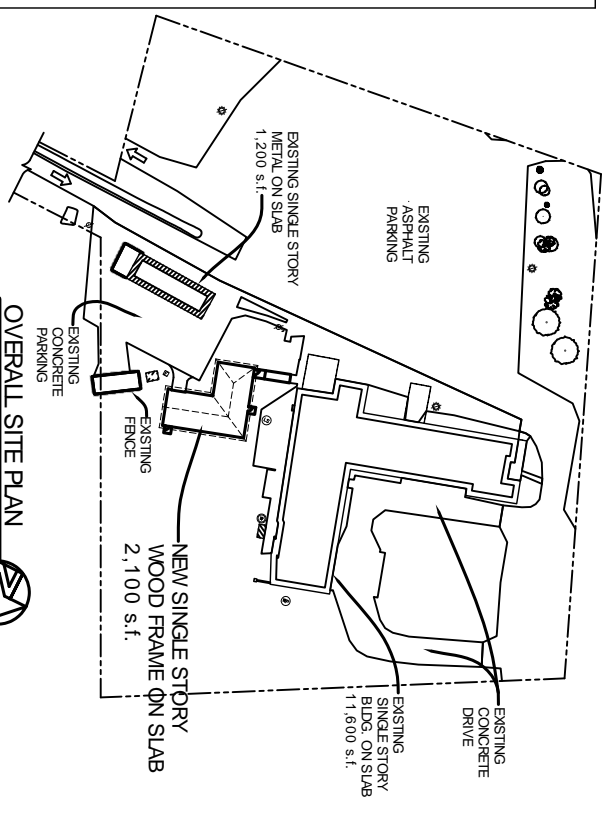 EXISTING
ASPHALT
PARKING
EXISTING SINGLE STORY
METAL ON SLAB
1,200 s.f.
EXISTING
CONCRETE
DRIVE
EXISTING
SINGLE STORY
BLDG. ON SLAB
11,600 s.f.
NEW SINGLE STORY
WOOD FRAME ON SLAB
2,100 s.f.
EXISTING
FENCE
EXISTING
CONCRETE
PARKING
OVERALL SITE PLAN